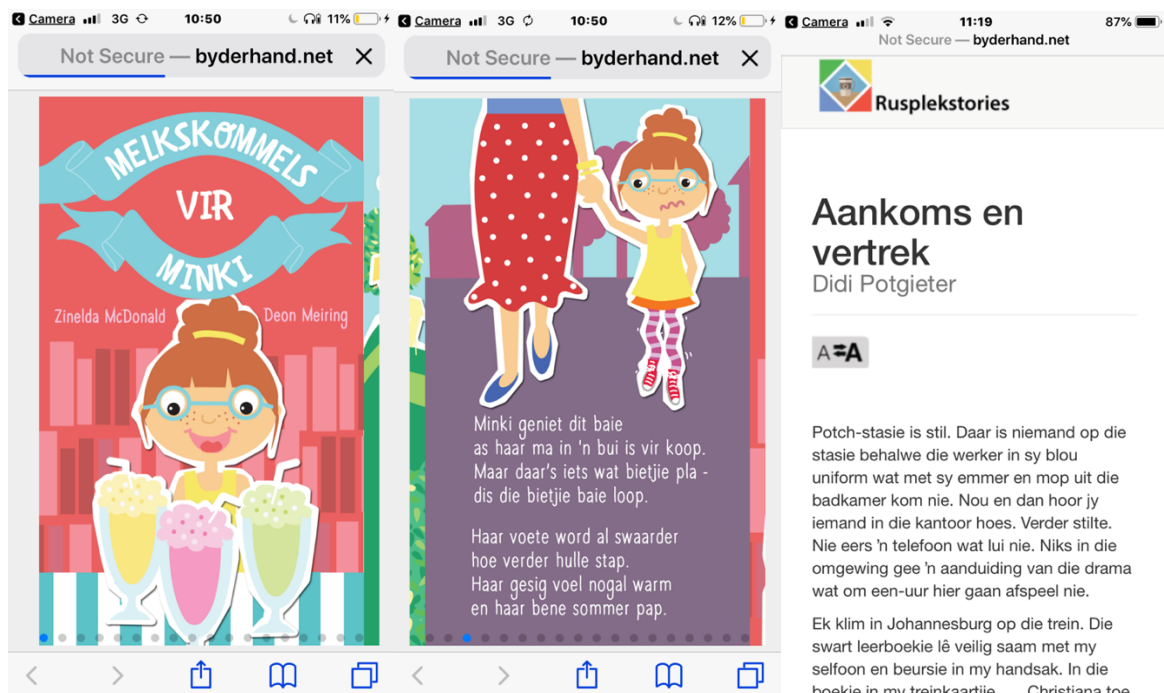 Camera 3G 10:50 11%
Not Secure — byderhand.net
MELKSKOMMELS
VIR
MINKI
Zinelda McDonald Deon Meiring
Camera 3G 10:50 12%
Not Secure — byderhand.net
Minki geniet dit baie
as haar ma in 'n bui is vir koop.
Maar daar's iets wat bietjie pla -
dis die bietjie baie loop.
Haar voete word al swaarder
hoe verder hulle stap.
Haar gesig voel nogal warm
en haar bene sommer pap.
Camera 11:19 87%
Not Secure — byderhand.net
Rusplekstories
Aankoms en
vertrek
Didi Potgieter
A A
Potch-stasie is stil. Daar is niemand op die
stasie behalwe die werker in sy blou
uniform wat met sy emmer en mop uit die
badkamer kom nie. Nou en dan hoor jy
iemand in die kantoor hoes. Verder stilte.
Nie eers 'n telefoon wat lui nie. Niks in die
omgewing gee 'n aanduiding van die drama
wat om een-uur hier gaan afspeel nie.
Ek klim in Johannesburg op die trein. Die
swart leerboekie lê veilig saam met my
selfoon en beursie in my handsak. In die
boekie in my treinkaartjie Christiana toe